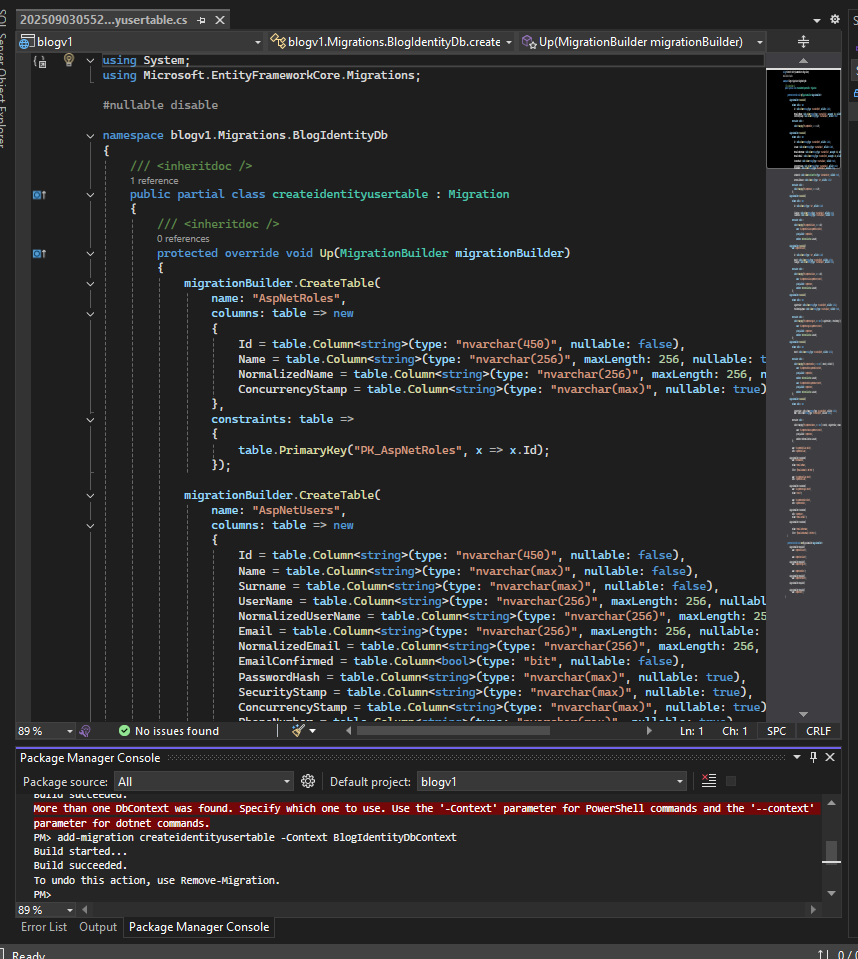 SQL Server Object Explorer
202509030552...yusertable.cs
blogv1
blogv1.Migrations.BlogIdentityDb.create
Up(MigrationBuilder migrationBuilder)
using System;
using Microsoft.EntityFrameworkCore.Migrations;
#nullable disable
namespace blogv1.Migrations.BlogIdentityDb
{
/// <inheritdoc />
1 reference
public partial class createidentityusertable : Migration
{
/// <inheritdoc />
0 references
protected override void Up(MigrationBuilder migrationBuilder)
{
migrationBuilder.CreateTable(
name: "AspNetRoles",
columns: table => new
{
Id = table.Column<string>(type: "nvarchar(450)", nullable: false),
Name = table.Column<string>(type: "nvarchar(256)", maxLength: 256, nullable: t
NormalizedName = table.Column<string>(type: "nvarchar(256)", maxLength: 256, n
ConcurrencyStamp = table.Column<string>(type: "nvarchar(max)", nullable: true)
},
constraints: table =>
{
table.PrimaryKey("PK_AspNetRoles", x => x.Id);
});
migrationBuilder.CreateTable(
name: "AspNetUsers",
columns: table => new
{
Id = table.Column<string>(type: "nvarchar(450)", nullable: false),
Name = table.Column<string>(type: "nvarchar(max)", nullable: false),
Surname = table.Column<string>(type: "nvarchar(max)", nullable: false),
UserName = table.Column<string>(type: "nvarchar(256)", maxLength: 256, nullabl
NormalizedUserName = table.Column<string>(type: "nvarchar(256)", maxLength: 25
Email = table.Column<string>(type: "nvarchar(256)", maxLength: 256, nullable:
NormalizedEmail = table.Column<string>(type: "nvarchar(256)", maxLength: 256,
EmailConfirmed = table.Column<bool>(type: "bit", nullable: false),
PasswordHash = table.Column<string>(type: "nvarchar(max)", nullable: true),
SecurityStamp = table.Column<string>(type: "nvarchar(max)", nullable: true),
ConcurrencyStamp = table.Column<string>(type: "nvarchar(max)", nullable: true),
PhoneNumber = table.Column<string>(type: "nvarchar(max)", nullable: true),
89 % No issues found Ln: 1 Ch: 1 SPC CRLF
Package Manager Console
Package source: All Default project: blogv1
Build succeeded.
More than one DbContext was found. Specify which one to use. Use the '-Context' parameter for PowerShell commands and the '--context'
parameter for dotnet commands.
PM> add-migration createidentityusertable -Context BlogIdentityDbContext
Build started...
Build succeeded.
To undo this action, use Remove-Migration.
PM>
89 %
Error List Output Package Manager Console
Ready